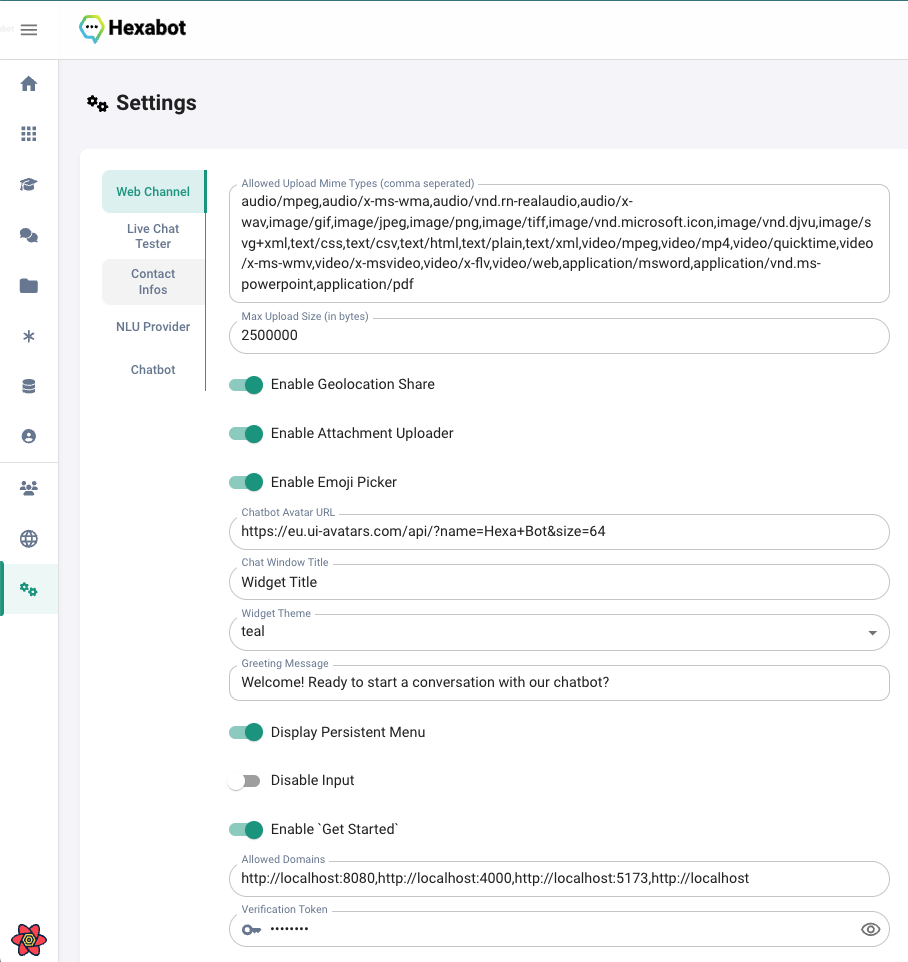 Hexabot
Settings
Web Channel
Live Chat
Tester
Contact
Infos
NLU Provider
Chatbot
Allowed Upload Mime Types (comma seperated)
audio/mpeg,audio/x-ms-wma,audio/vnd.rn-realaudio,audio/x-
wav,image/gif,image/jpeg,image/png,image/tiff,image/vnd.microsoft.icon,image/vnd.djvu,image/s
vg+xml,text/css,text/csv,text/html,text/plain,text/xml,video/mpeg,video/mp4,video/quicktime,video
/x-ms-wmv,video/x-msvideo,video/x-flv,video/web,application/msword,application/vnd.ms-
powerpoint,application/pdf
Max Upload Size (in bytes)
2500000
Enable Geolocation Share
Enable Attachment Uploader
Enable Emoji Picker
Chatbot Avatar URL
https://eu.ui-avatars.com/api/?name=Hexa+Bot&size=64
Chat Window Title
Widget Title
Widget Theme
teal
Greeting Message
Welcome! Ready to start a conversation with our chatbot?
Display Persistent Menu
Disable Input
Enable `Get Started`
Allowed Domains
http://localhost:8080,http://localhost:4000,http://localhost:5173,http://localhost
Verification Token
••••••••